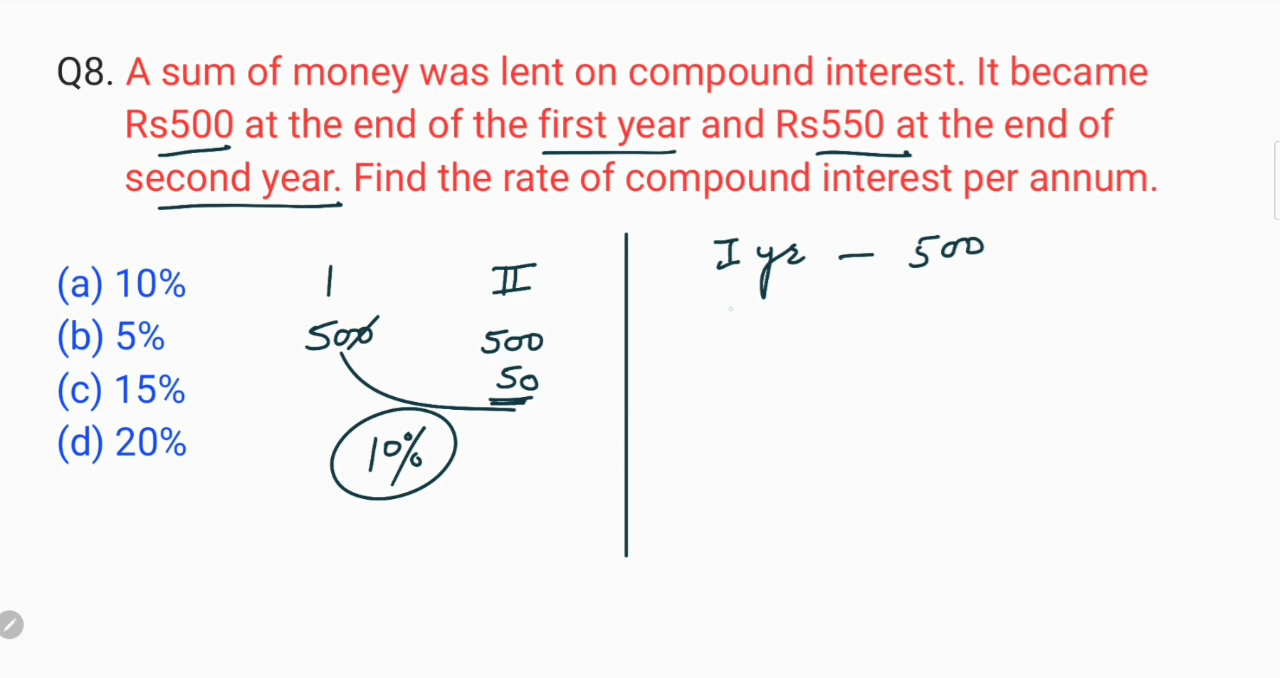 Q8. A sum of money was lent on compound interest. It became
Rs500 at the end of the first year and Rs550 at the end of
second year. Find the rate of compound interest per annum.
(a) 10%
(b) 5%
(c) 15%
(d) 20%
I II
500 500
50
10%
I yr - 500